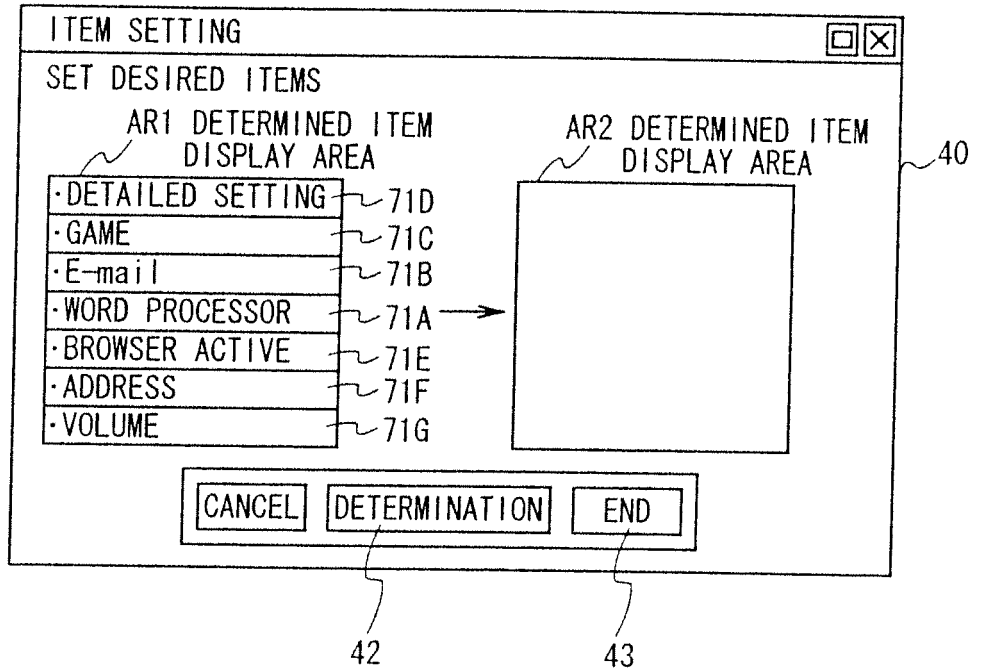 ITEM SETTING
SET DESIRED ITEMS
AR1 DETERMINED ITEM
DISPLAY AREA
AR2 DETERMINED ITEM
DISPLAY AREA
40
·DETAILED SETTING 71D
·GAME 71C
·E-mail 71B
·WORD PROCESSOR 71A
·BROWSER ACTIVE 71E
·ADDRESS 71F
·VOLUME 71G
CANCEL DETERMINATION END
42 43